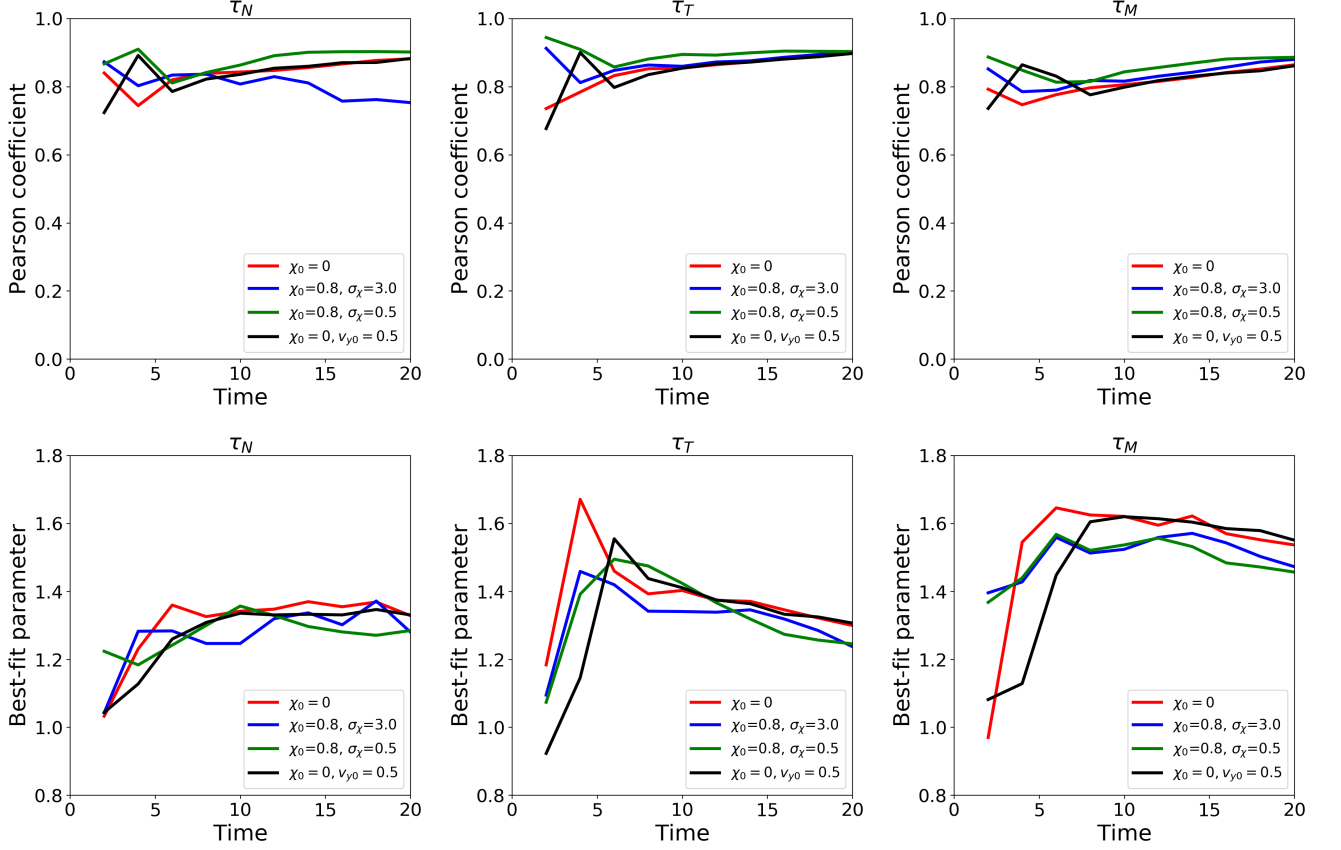 τ_N
Pearson coefficient
1.0
0.8
0.6
0.4
0.2
0.0
0 5 10 15 20
Time
χ₀ = 0
χ₀=0.8, σ_χ=3.0
χ₀=0.8, σ_χ=0.5
χ₀ = 0, v_y0 = 0.5
τ_T
Pearson coefficient
1.0
0.8
0.6
0.4
0.2
0.0
0 5 10 15 20
Time
χ₀ = 0
χ₀=0.8, σ_χ=3.0
χ₀=0.8, σ_χ=0.5
χ₀ = 0, v_y0 = 0.5
τ_M
Pearson coefficient
1.0
0.8
0.6
0.4
0.2
0.0
0 5 10 15 20
Time
χ₀ = 0
χ₀=0.8, σ_χ=3.0
χ₀=0.8, σ_χ=0.5
χ₀ = 0, v_y0 = 0.5
τ_N
Best-fit parameter
1.8
1.6
1.4
1.2
1.0
0.8
0 5 10 15 20
Time
χ₀ = 0
χ₀=0.8, σ_χ=3.0
χ₀=0.8, σ_χ=0.5
χ₀ = 0, v_y0 = 0.5
τ_T
Best-fit parameter
1.8
1.6
1.4
1.2
1.0
0.8
0 5 10 15 20
Time
χ₀ = 0
χ₀=0.8, σ_χ=3.0
χ₀=0.8, σ_χ=0.5
χ₀ = 0, v_y0 = 0.5
τ_M
Best-fit parameter
1.8
1.6
1.4
1.2
1.0
0.8
0 5 10 15 20
Time
χ₀ = 0
χ₀=0.8, σ_χ=3.0
χ₀=0.8, σ_χ=0.5
χ₀ = 0, v_y0 = 0.5